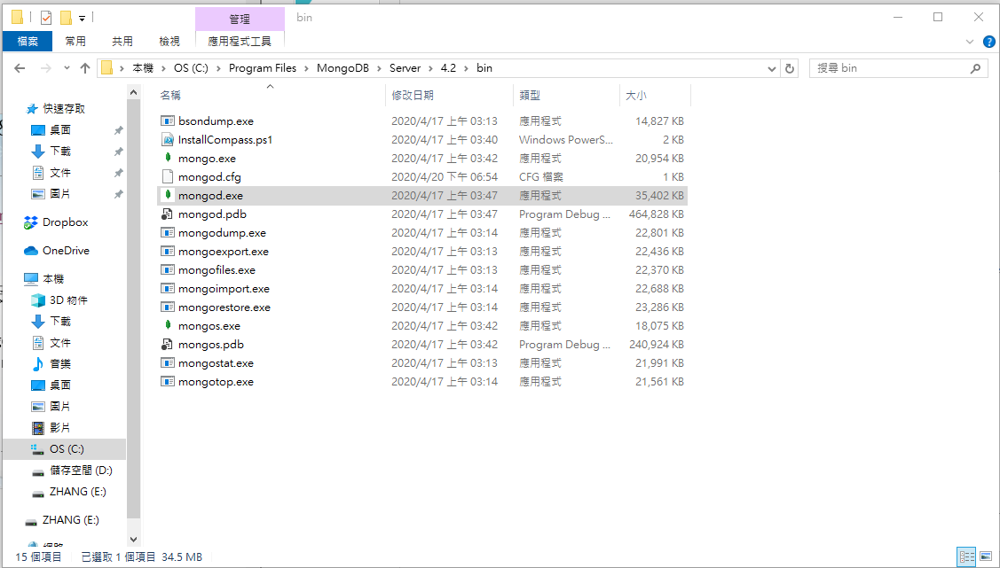 管理
bin
檔案
常用
共用
檢視
應用程式工具
本機 OS (C:) Program Files MongoDB Server 4.2 bin
搜尋 bin
快速存取
桌面
下載
文件
圖片
Dropbox
OneDrive
本機
3D 物件
下載
文件
音樂
桌面
圖片
影片
OS (C:)
儲存空間 (D:)
ZHANG (E:)
ZHANG (E:)
網路
名稱 修改日期 類型 大小
bsondump.exe 2020/4/17 上午 03:13 應用程式 14,827 KB
InstallCompass.ps1 2020/4/17 上午 03:40 Windows PowerS... 2 KB
mongo.exe 2020/4/17 上午 03:42 應用程式 20,954 KB
mongod.cfg 2020/4/20 下午 06:54 CFG 檔案 1 KB
mongod.exe 2020/4/17 上午 03:47 應用程式 35,402 KB
mongod.pdb 2020/4/17 上午 03:47 Program Debug ... 464,828 KB
mongodump.exe 2020/4/17 上午 03:14 應用程式 22,801 KB
mongoexport.exe 2020/4/17 上午 03:13 應用程式 22,436 KB
mongofiles.exe 2020/4/17 上午 03:13 應用程式 22,370 KB
mongoimport.exe 2020/4/17 上午 03:14 應用程式 22,688 KB
mongorestore.exe 2020/4/17 上午 03:14 應用程式 23,286 KB
mongos.exe 2020/4/17 上午 03:42 應用程式 18,075 KB
mongos.pdb 2020/4/17 上午 03:42 Program Debug ... 240,924 KB
mongostat.exe 2020/4/17 上午 03:13 應用程式 21,991 KB
mongotop.exe 2020/4/17 上午 03:14 應用程式 21,561 KB
15 個項目 已選取 1 個項目 34.5 MB